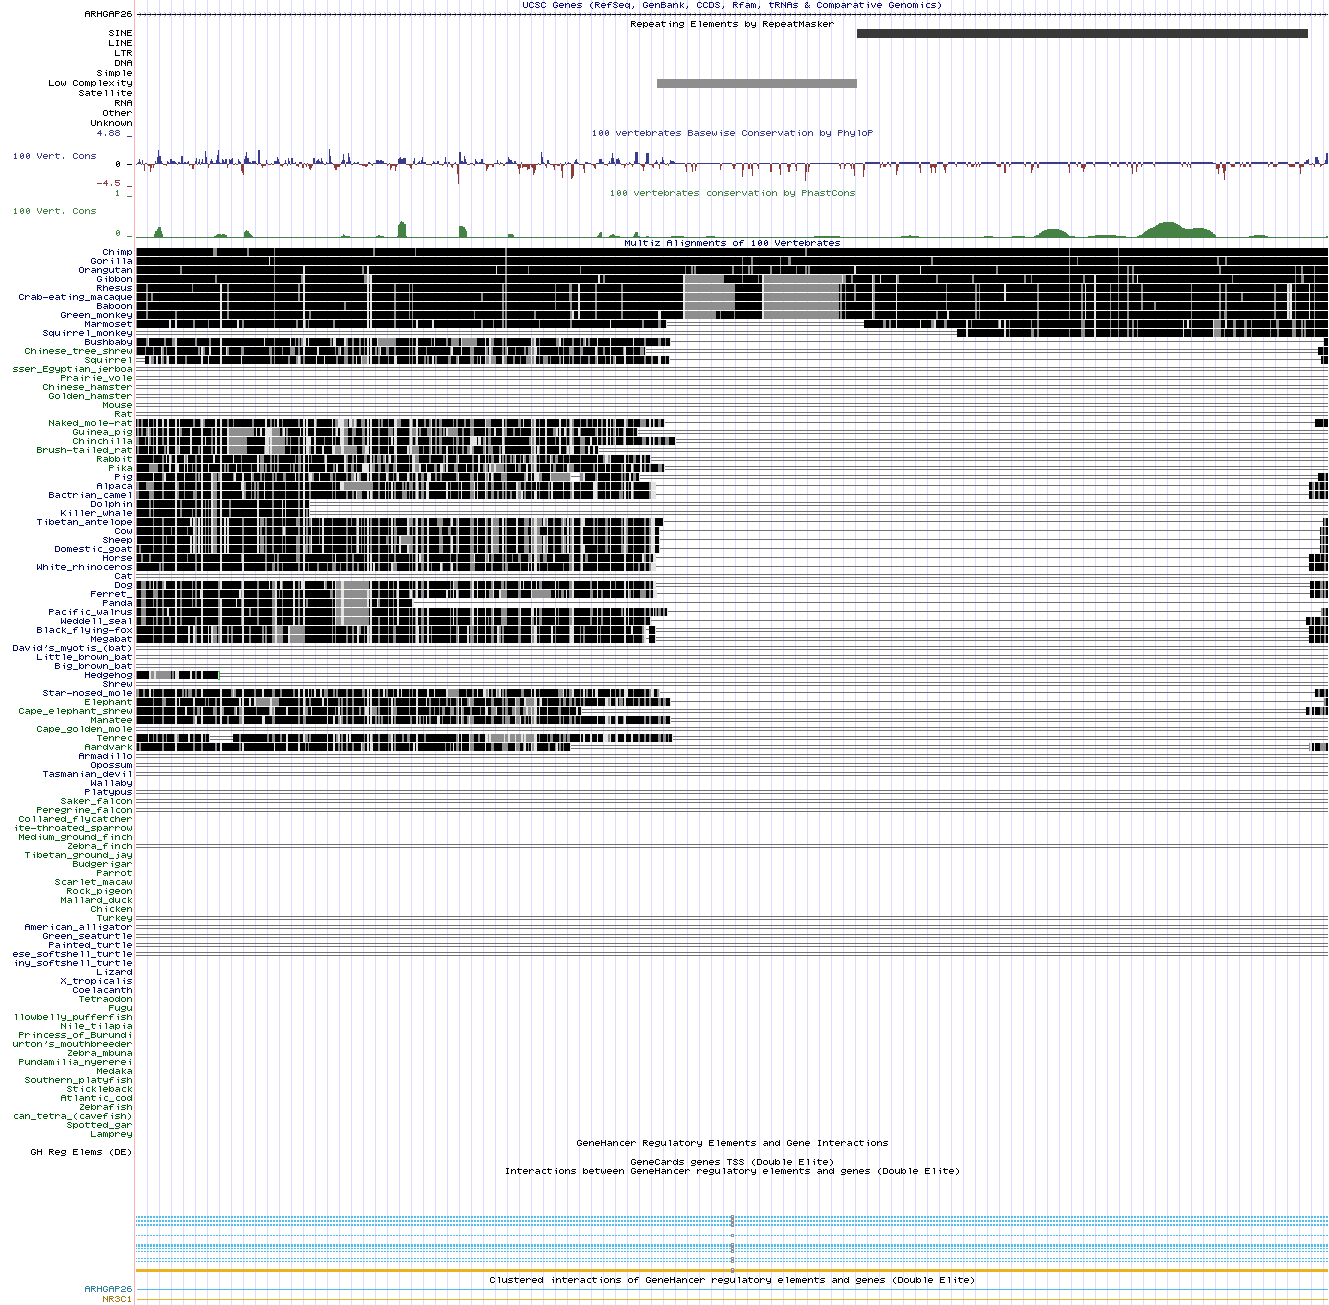 UCSC Genes (RefSeq, GenBank, CCDS, Rfam, tRNAs & Comparative Genomics)
ARHGAP26
Repeating Elements by RepeatMasker
SINE
LINE
LTR
DNA
Simple
Low Complexity
Satellite
RNA
Other
Unknown
4.88 _
100 vertebrates Basewise Conservation by PhyloP
100 Vert. Cons
0 _
-4.5 _
1 _
100 vertebrates conservation by PhastCons
100 Vert. Cons
0 _
Multiz Alignments of 100 Vertebrates
Chimp
Gorilla
Orangutan
Gibbon
Rhesus
Crab-eating_macaque
Baboon
Green_monkey
Marmoset
Squirrel_monkey
Bushbaby
Chinese_tree_shrew
Squirrel
sser_Egyptian_jerboa
Prairie_vole
Chinese_hamster
Golden_hamster
Mouse
Rat
Naked_mole-rat
Guinea_pig
Chinchilla
Brush-tailed_rat
Rabbit
Pika
Pig
Alpaca
Bactrian_camel
Dolphin
Killer_whale
Tibetan_antelope
Cow
Sheep
Domestic_goat
Horse
White_rhinoceros
Cat
Dog
Ferret_
Panda
Pacific_walrus
Weddell_seal
Black_flying-fox
Megabat
David's_myotis_(bat)
Little_brown_bat
Big_brown_bat
Hedgehog
Shrew
Star-nosed_mole
Elephant
Cape_elephant_shrew
Manatee
Cape_golden_mole
Tenrec
Aardvark
Armadillo
Opossum
Tasmanian_devil
Wallaby
Platypus
Saker_falcon
Peregrine_falcon
Collared_flycatcher
ite-throated_sparrow
Medium_ground_finch
Zebra_finch
Tibetan_ground_jay
Budgerigar
Parrot
Scarlet_macaw
Rock_pigeon
Mallard_duck
Chicken
Turkey
American_alligator
Green_seaturtle
Painted_turtle
ese_softshell_turtle
iny_softshell_turtle
Lizard
X_tropicalis
Coelacanth
Tetraodon
Fugu
llowbelly_pufferfish
Nile_tilapia
Princess_of_Burundi
urton's_mouthbreeder
Zebra_mbuna
Pundamilia_nyererei
Medaka
Southern_platyfish
Stickleback
Atlantic_cod
Zebrafish
can_tetra_(cavefish)
Spotted_gar
Lamprey
GeneHancer Regulatory Elements and Gene Interactions
GH Reg Elems (DE)
GeneCards genes TSS (Double Elite)
Interactions between GeneHancer regulatory elements and genes (Double Elite)
Clustered interactions of GeneHancer regulatory elements and genes (Double Elite)
ARHGAP26
NR3C1